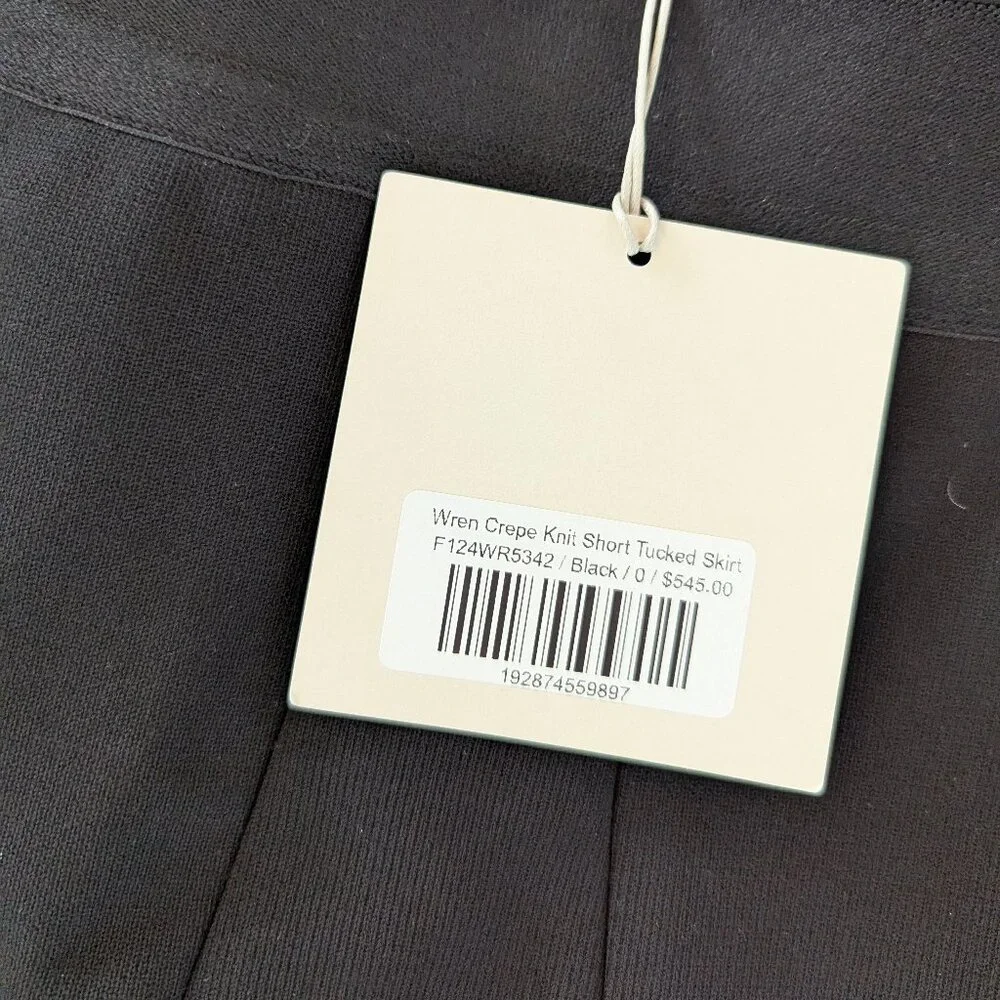 Wren Crepe Knit Short Tucked Skirt
F124WR5342 / Black / 0 / $545.00
192874559897